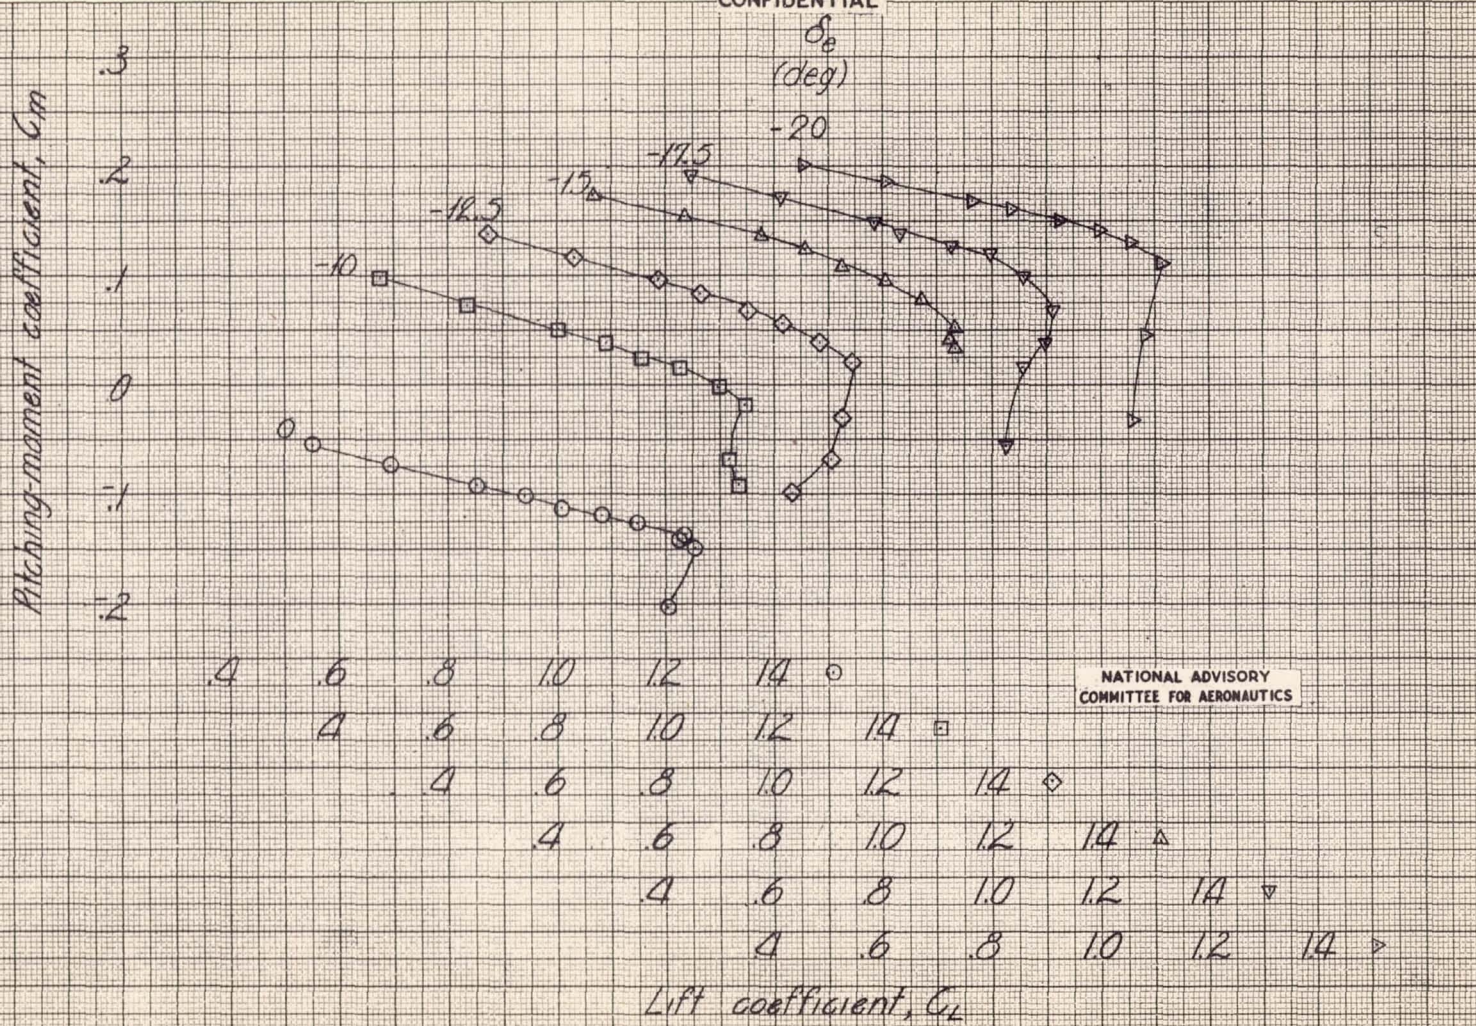 CONFIDENTIAL
δe
(deg)
.3
-20
-17.5
.2
-15
-12.5
-10
.1
0
0
-.1
-.2
Pitching-moment coefficient, Cm
.4 .6 .8 1.0 1.2 1.4
NATIONAL ADVISORY
COMMITTEE FOR AERONAUTICS
.4 .6 .8 1.0 1.2 1.4
.4 .6 .8 1.0 1.2 1.4
.4 .6 .8 1.0 1.2 1.4
.4 .6 .8 1.0 1.2 1.4
.4 .6 .8 1.0 1.2 1.4
Lift coefficient, CL